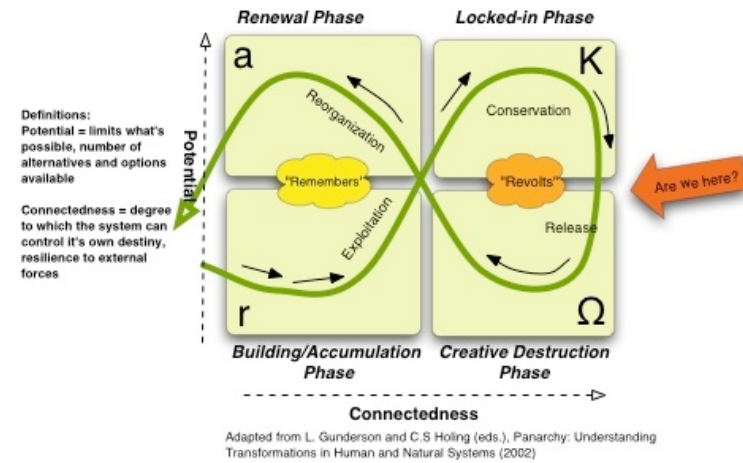 Renewal Phase
Locked-in Phase
a
K
Reorganization
Conservation
Definitions:
Potential = limits what's
possible, number of
alternatives and options
available
Connectedness = degree
to which the system can
control it's own destiny,
resilience to external
forces
Potential
"Remembers"
"Revolts"
Are we here?
Exploitation
Release
r
Ω
Building/Accumulation
Phase
Creative Destruction
Phase
Connectedness
Adapted from L. Gunderson and C.S Holing (eds.), Panarchy: Understanding
Transformations in Human and Natural Systems (2002)